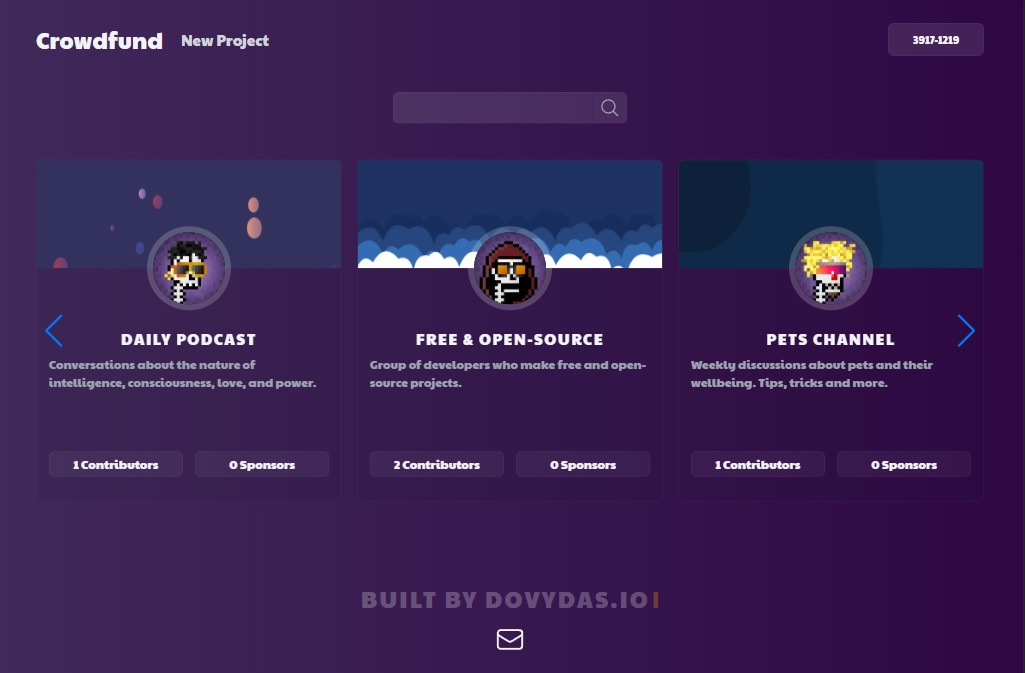 Crowdfund New Project 3917-1219
DAILY PODCAST
Conversations about the nature of
intelligence, consciousness, love, and power.
1 Contributors 0 Sponsors
FREE & OPEN-SOURCE
Group of developers who make free and open-
source projects.
2 Contributors 0 Sponsors
PETS CHANNEL
Weekly discussions about pets and their
wellbeing. Tips, tricks and more.
1 Contributors 0 Sponsors
BUILT BY DOVYDAS.IO